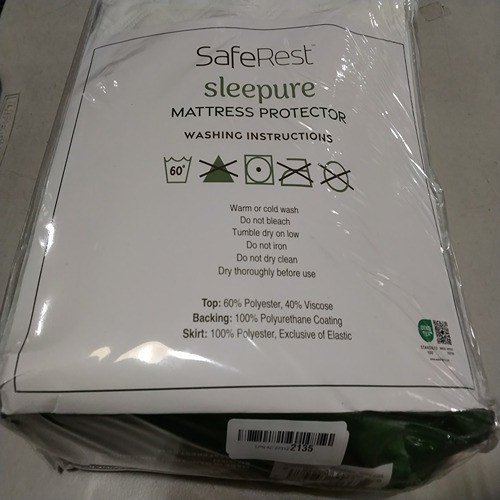 SafeRest™
sleepure
MATTRESS PROTECTOR
WASHING INSTRUCTIONS
60°
Warm or cold wash
Do not bleach
Tumble dry on low
Do not iron
Do not dry clean
Dry thoroughly before use
Top: 60% Polyester, 40% Viscose
Backing: 100% Polyurethane Coating
Skirt: 100% Polyester, Exclusive of Elastic
2135